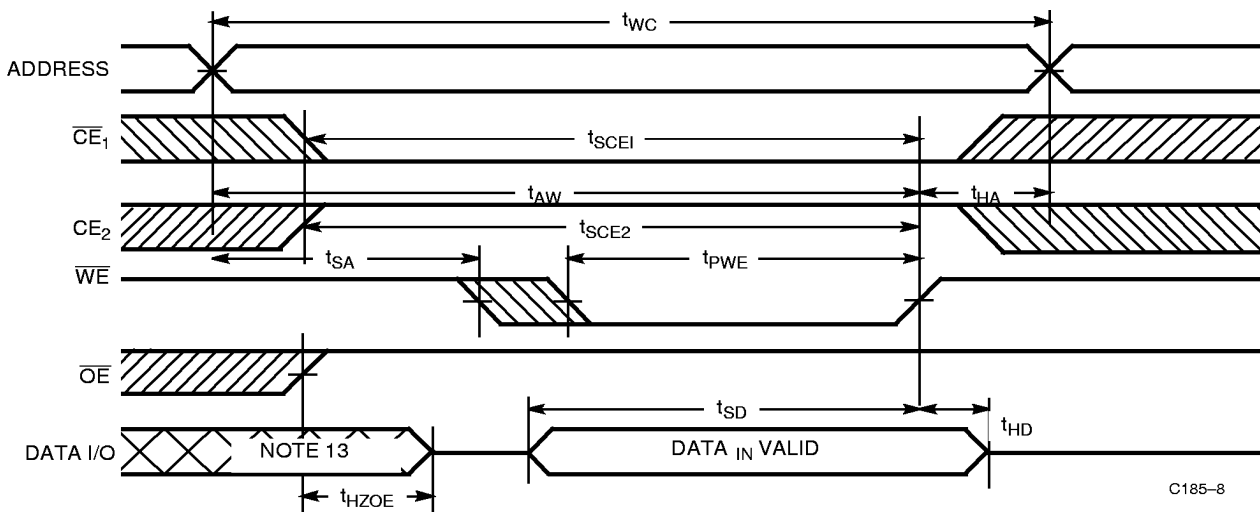 tWC
ADDRESS
CE1
tSCEI
tAW
tHA
CE2
tSCE2
tSA
tPWE
WE
OE
tSD
tHD
DATA I/O
NOTE 13
DATA IN VALID
tHZOE
C185–8